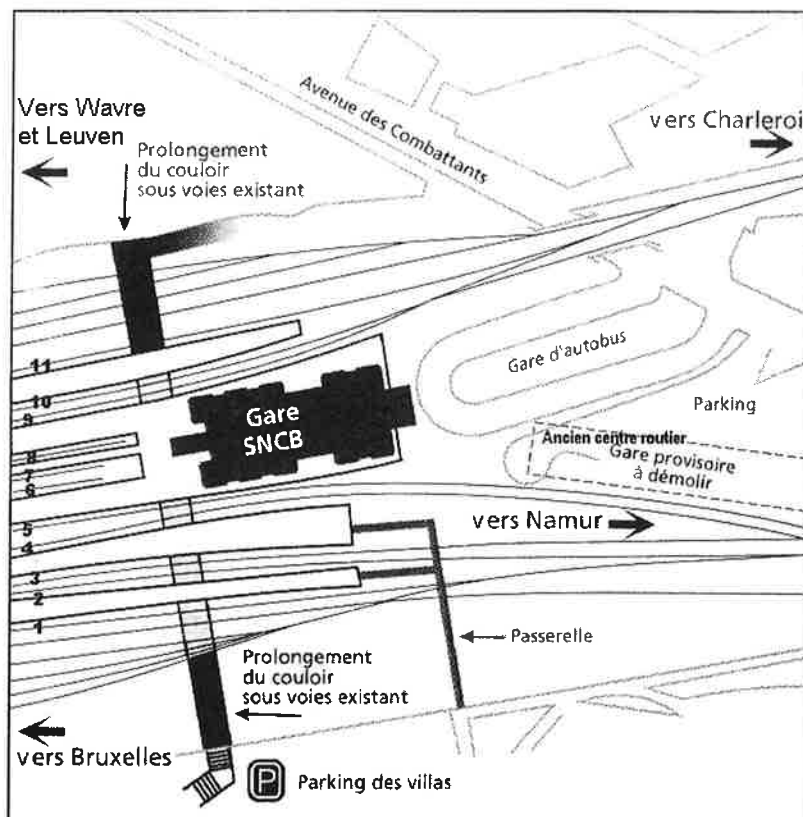 Avenue des Combattants
Vers Wavre
et Leuven
vers Charleroi
Prolongement
du couloir
sous voies existant
11
10
9
8
7
6
5
4
3
2
1
Gare
SNCB
Gare d'autobus
Parking
Ancien centre routier
Gare provisoire
à démolir
vers Namur
Passerelle
Prolongement
du couloir
sous voies existant
vers Bruxelles
P
Parking des villas